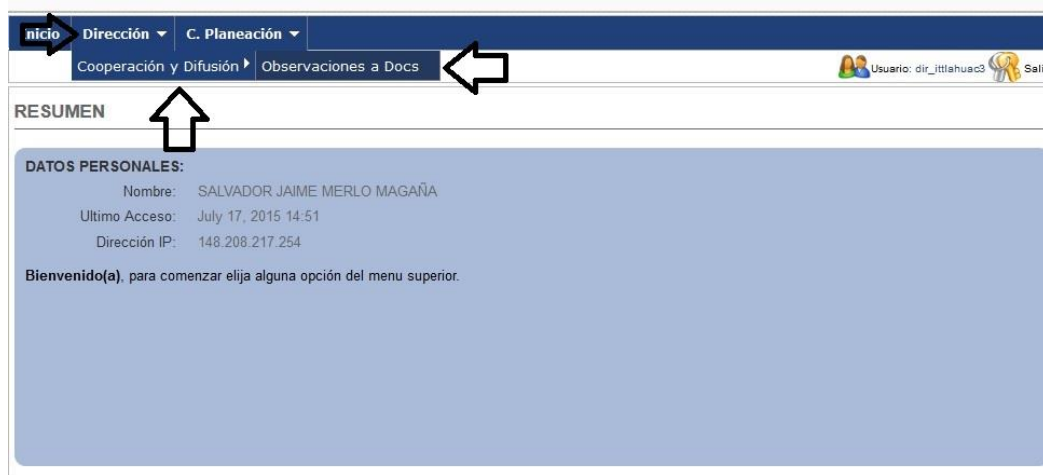 Inicio Dirección C. Planeación
Cooperación y Difusión Observaciones a Docs
Usuario: dir_ittlahuac3 Sali
RESUMEN
DATOS PERSONALES:
Nombre: SALVADOR JAIME MERLO MAGAÑA
Ultimo Acceso: July 17, 2015 14:51
Dirección IP: 148.208.217.254
Bienvenido(a), para comenzar elija alguna opción del menu superior.